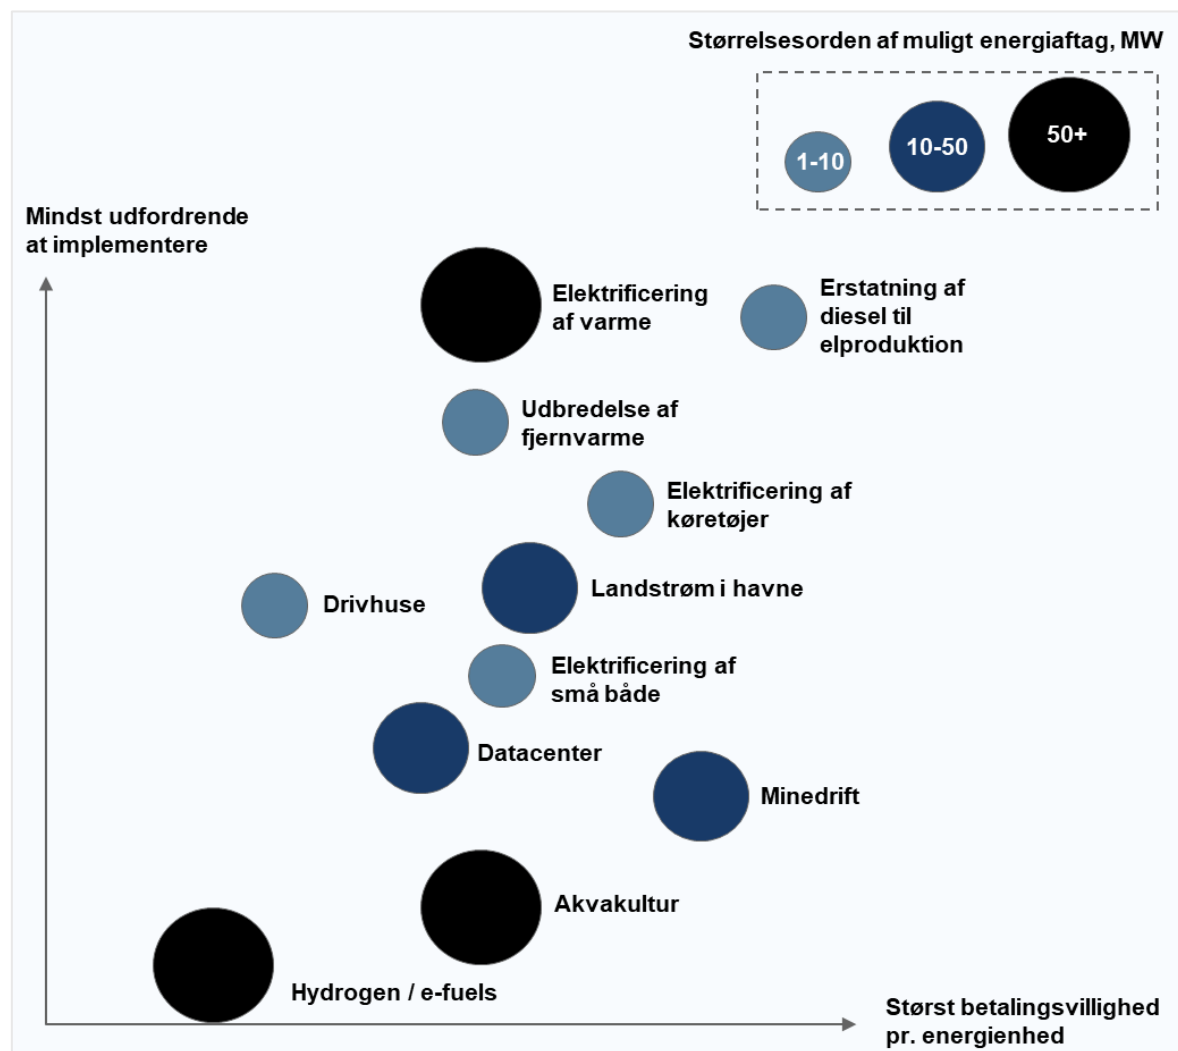 Størrelsesorden af muligt energiaftag, MW
1-10
10-50
50+
Mindst udfordrende
at implementere
Elektrificering
af varme
Erstatning af
diesel til
elproduktion
Udbredelse af
fjernvarme
Elektrificering af
køretøjer
Landstrøm i havne
Drivhuse
Elektrificering af
små både
Datacenter
Minedrift
Akvakultur
Hydrogen / e-fuels
Størst betalingsvillighed
pr. energienhed